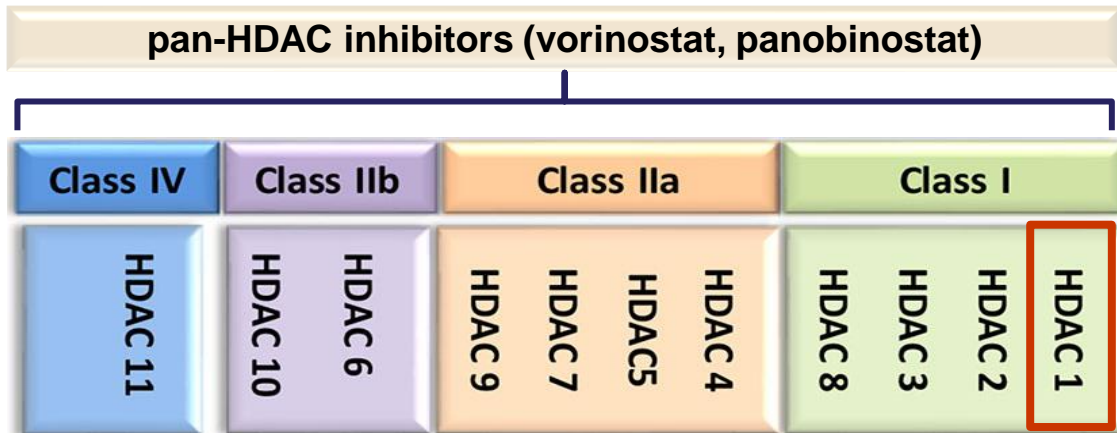 pan-HDAC inhibitors (vorinostat, panobinostat)
Class IV
Class IIb
Class IIa
Class I
HDAC 11
HDAC 10
HDAC 6
HDAC 9
HDAC 7
HDAC5
HDAC 4
HDAC 8
HDAC 3
HDAC 2
HDAC 1